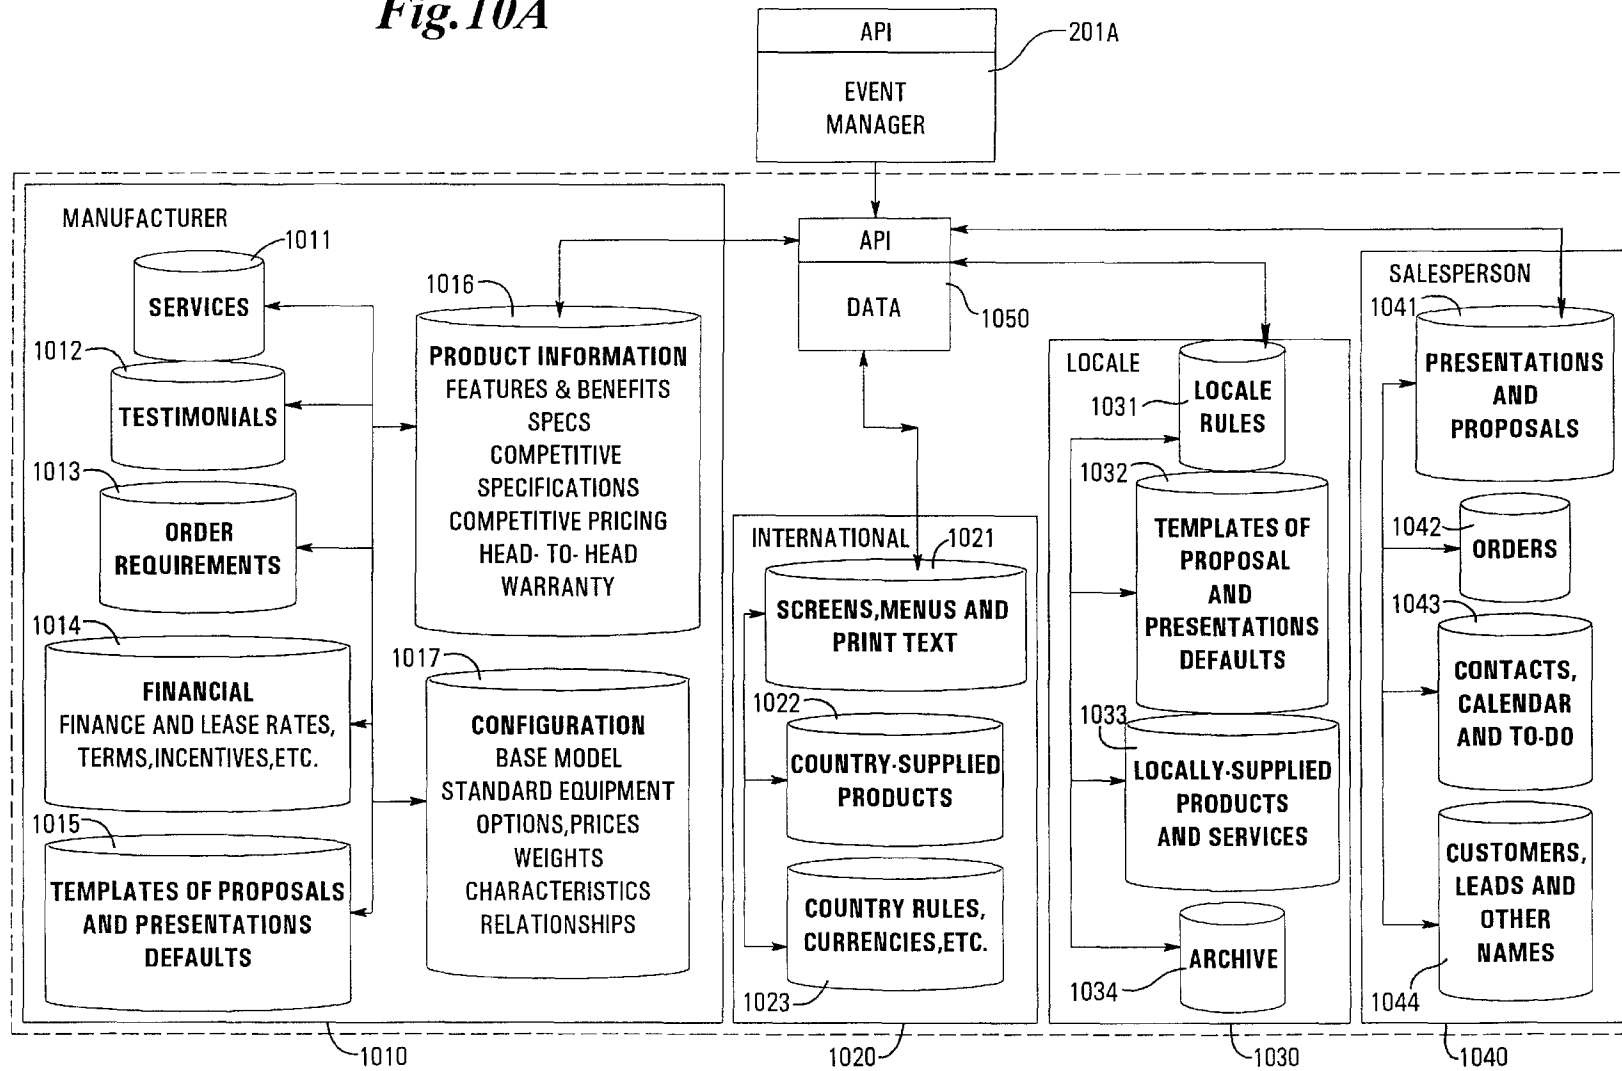 Fig.10A
API
201A
EVENT
MANAGER
MANUFACTURER
1011
SERVICES
1012
TESTIMONIALS
1013
ORDER
REQUIREMENTS
1014
FINANCIAL
FINANCE AND LEASE RATES,
TERMS,INCENTIVES,ETC.
1015
TEMPLATES OF PROPOSALS
AND PRESENTATIONS
DEFAULTS
1016
PRODUCT INFORMATION
FEATURES & BENEFITS
SPECS
COMPETITIVE
SPECIFICATIONS
COMPETITIVE PRICING
HEAD- TO- HEAD
WARRANTY
1017
CONFIGURATION
BASE MODEL
STANDARD EQUIPMENT
OPTIONS,PRICES
WEIGHTS
CHARACTERISTICS
RELATIONSHIPS
1010
API
DATA
1050
INTERNATIONAL
1021
SCREENS,MENUS AND
PRINT TEXT
1022
COUNTRY-SUPPLIED
PRODUCTS
COUNTRY RULES,
CURRENCIES,ETC.
1023
1020
LOCALE
LOCALE
RULES
1031
1032
TEMPLATES OF
PROPOSAL
AND
PRESENTATIONS
DEFAULTS
1033
LOCALLY-SUPPLIED
PRODUCTS
AND SERVICES
ARCHIVE
1034
1030
SALESPERSON
1041
PRESENTATIONS
AND
PROPOSALS
1042
ORDERS
1043
CONTACTS,
CALENDAR
AND TO-DO
CUSTOMERS,
LEADS AND
OTHER
NAMES
1044
1040